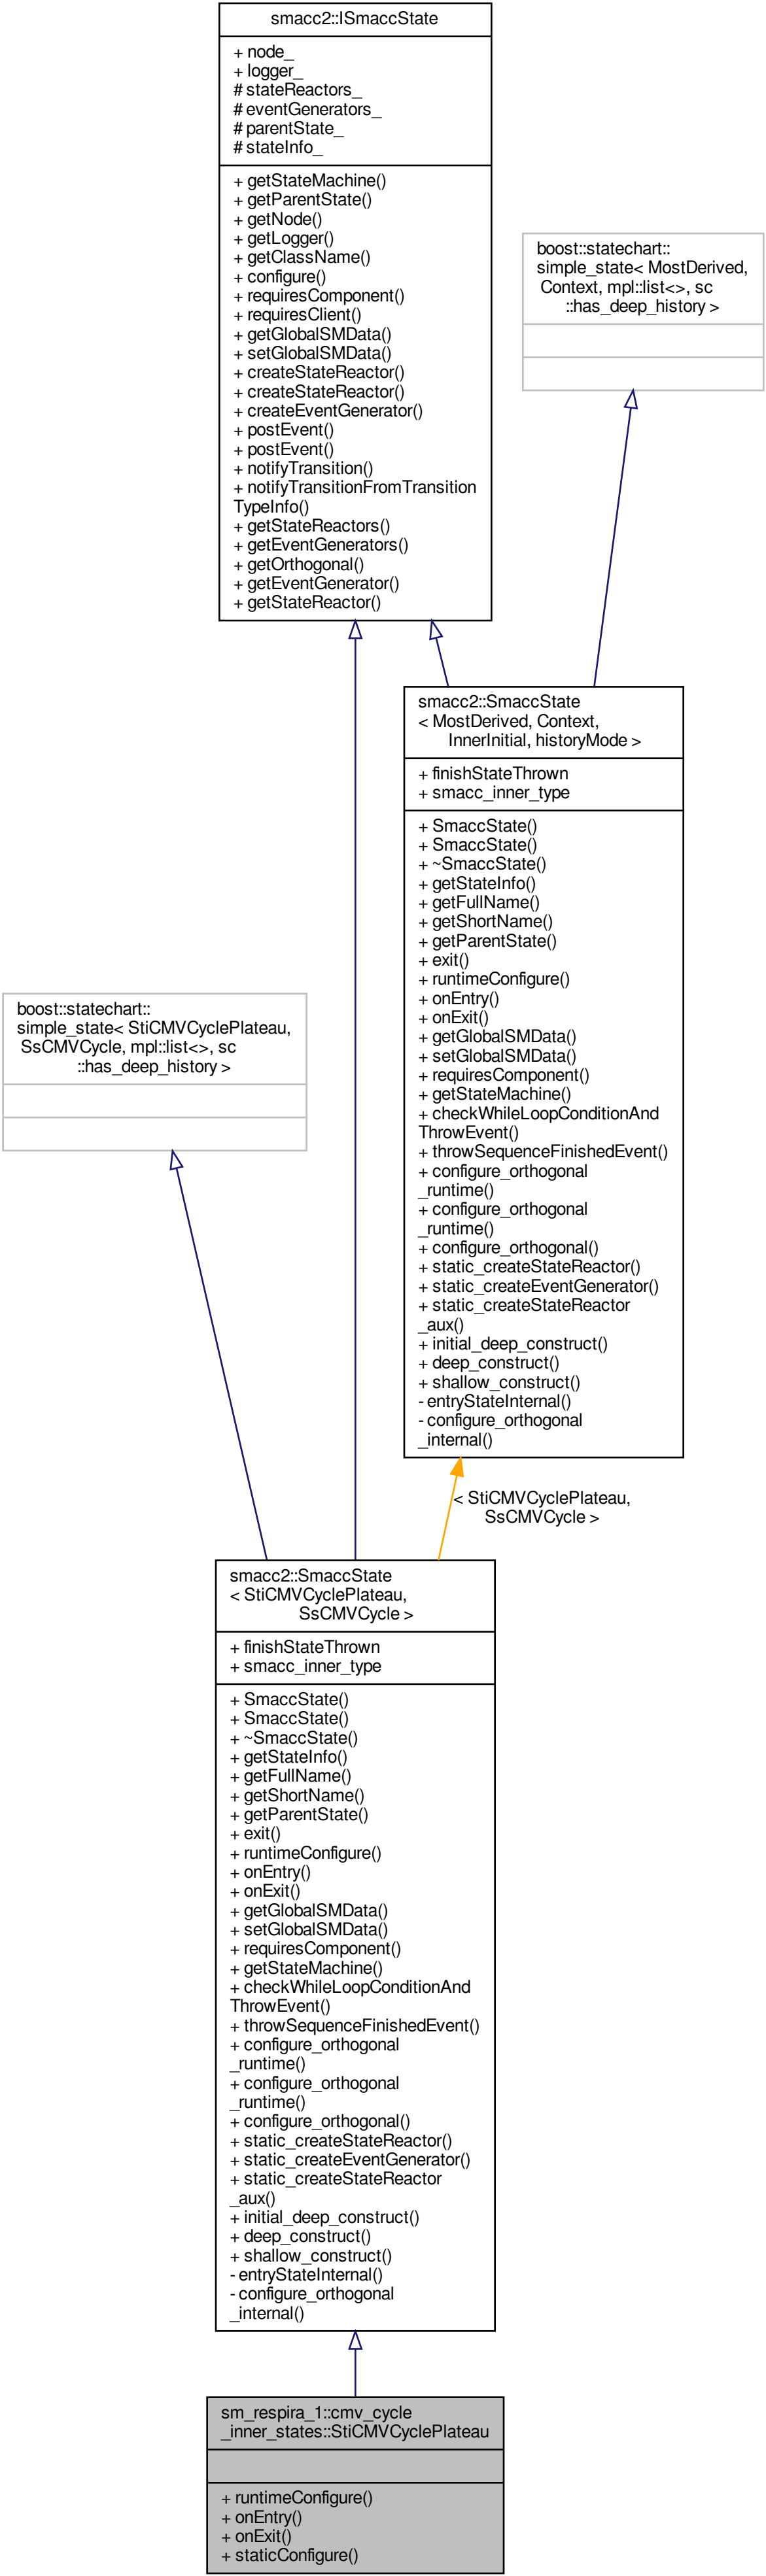 smacc2::ISmaccState
+ node_
+ logger_
# stateReactors_
# eventGenerators_
# parentState_
# stateInfo_
+ getStateMachine()
+ getParentState()
+ getNode()
+ getLogger()
+ getClassName()
+ configure()
+ requiresComponent()
+ requiresClient()
+ getGlobalSMData()
+ setGlobalSMData()
+ createStateReactor()
+ createStateReactor()
+ createEventGenerator()
+ postEvent()
+ postEvent()
+ notifyTransition()
+ notifyTransitionFromTransition
TypeInfo()
+ getStateReactors()
+ getEventGenerators()
+ getOrthogonal()
+ getEventGenerator()
+ getStateReactor()
boost::statechart::
simple_state< MostDerived,
Context, mpl::list<>, sc
::has_deep_history >
smacc2::SmaccState
< MostDerived, Context,
InnerInitial, historyMode >
+ finishStateThrown
+ smacc_inner_type
+ SmaccState()
+ SmaccState()
+ ~SmaccState()
+ getStateInfo()
+ getFullName()
+ getShortName()
+ getParentState()
+ exit()
+ runtimeConfigure()
+ onEntry()
+ onExit()
+ getGlobalSMData()
+ setGlobalSMData()
+ requiresComponent()
+ getStateMachine()
+ checkWhileLoopConditionAnd
ThrowEvent()
+ throwSequenceFinishedEvent()
+ configure_orthogonal
_runtime()
+ configure_orthogonal
_runtime()
+ configure_orthogonal()
+ static_createStateReactor()
+ static_createEventGenerator()
+ static_createStateReactor
_aux()
+ initial_deep_construct()
+ deep_construct()
+ shallow_construct()
- entryStateInternal()
- configure_orthogonal
_internal()
boost::statechart::
simple_state< StiCMVCyclePlateau,
SsCMVCycle, mpl::list<>, sc
::has_deep_history >
< StiCMVCyclePlateau,
SsCMVCycle >
smacc2::SmaccState
< StiCMVCyclePlateau,
SsCMVCycle >
+ finishStateThrown
+ smacc_inner_type
+ SmaccState()
+ SmaccState()
+ ~SmaccState()
+ getStateInfo()
+ getFullName()
+ getShortName()
+ getParentState()
+ exit()
+ runtimeConfigure()
+ onEntry()
+ onExit()
+ getGlobalSMData()
+ setGlobalSMData()
+ requiresComponent()
+ getStateMachine()
+ checkWhileLoopConditionAnd
ThrowEvent()
+ throwSequenceFinishedEvent()
+ configure_orthogonal
_runtime()
+ configure_orthogonal
_runtime()
+ configure_orthogonal()
+ static_createStateReactor()
+ static_createEventGenerator()
+ static_createStateReactor
_aux()
+ initial_deep_construct()
+ deep_construct()
+ shallow_construct()
- entryStateInternal()
- configure_orthogonal
_internal()
sm_respira_1::cmv_cycle
_inner_states::StiCMVCyclePlateau
+ runtimeConfigure()
+ onEntry()
+ onExit()
+ staticConfigure()